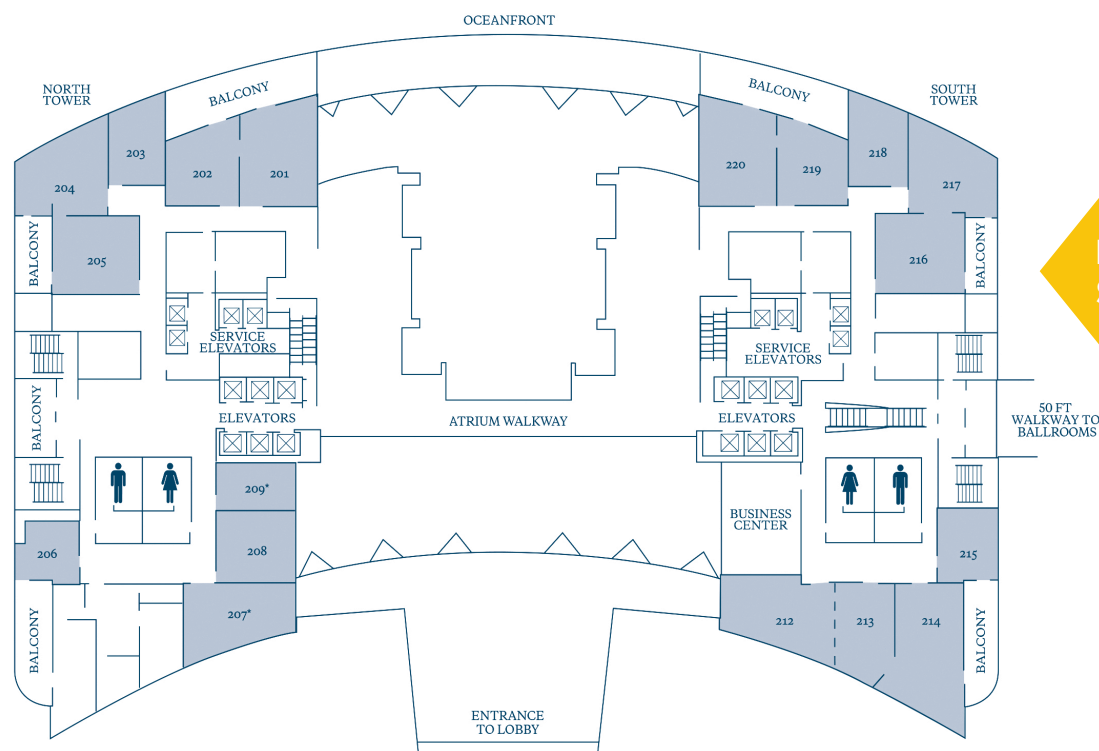 OCEANFRONT
NORTH
TOWER
BALCONY
BALCONY
SOUTH
TOWER
203
202
201
204
220
219
218
217
BALCONY
205
216
BALCONY
SERVICE
ELEVATORS
SERVICE
ELEVATORS
BALCONY
ELEVATORS
ATRIUM WALKWAY
ELEVATORS
50 FT
WALKWAY TO
BALLROOMS
209*
BUSINESS
CENTER
206
208
215
207*
212
213
214
BALCONY
BALCONY
ENTRANCE
TO LOBBY